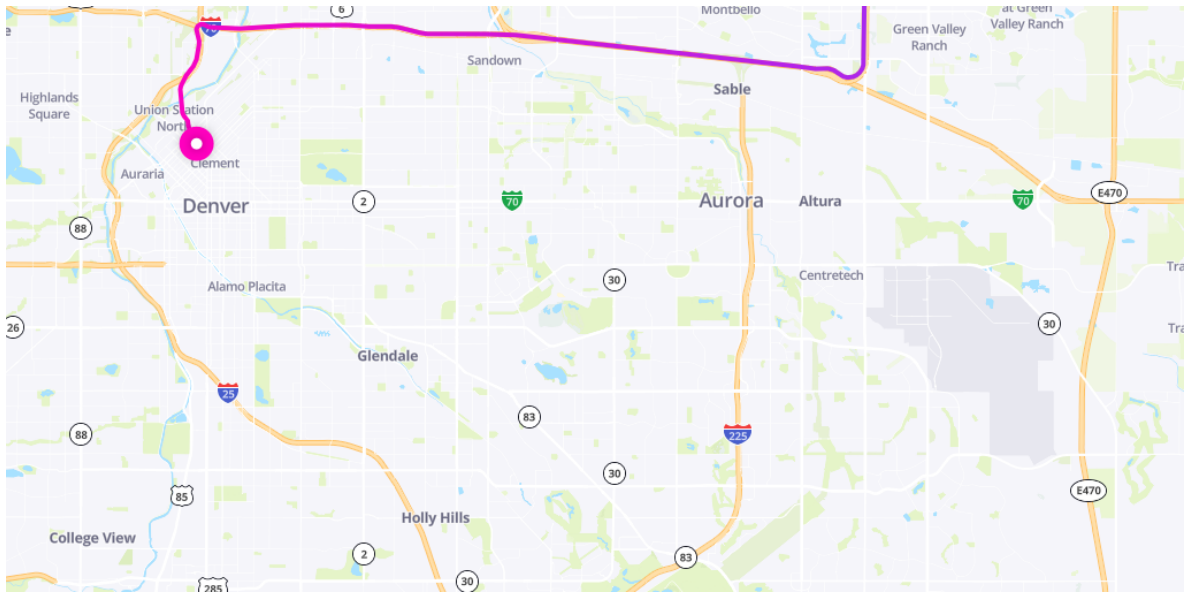 6
Montbello
at Green
Valley Ranch
Green Valley
Ranch
70
Sandown
Sable
Highlands
Square
Union Station
North
Clement
Auraria
Denver
2
70
Aurora
Altura
E470
70
88
30
Centretech
Tra
Alamo Placita
26
30
Tra
Glendale
25
83
88
225
30
85
E470
Holly Hills
College View
2
83
30
285